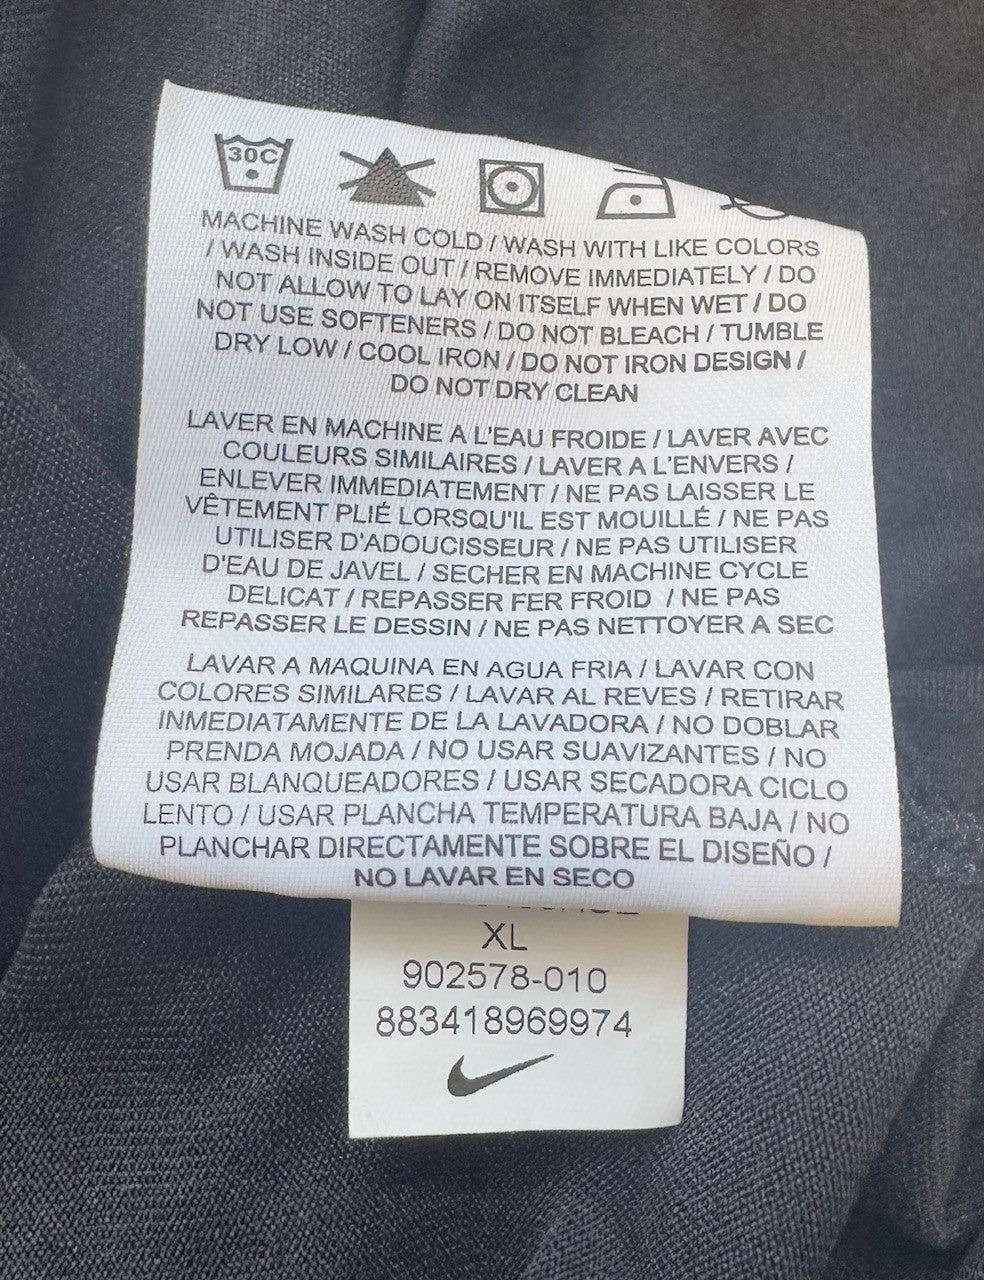 30C
MACHINE WASH COLD / WASH WITH LIKE COLORS
/ WASH INSIDE OUT / REMOVE IMMEDIATELY / DO
NOT ALLOW TO LAY ON ITSELF WHEN WET / DO
NOT USE SOFTENERS / DO NOT BLEACH / TUMBLE
DRY LOW / COOL IRON / DO NOT IRON DESIGN /
DO NOT DRY CLEAN
LAVER EN MACHINE A L'EAU FROIDE / LAVER AVEC
COULEURS SIMILAIRES / LAVER A L'ENVERS /
ENLEVER IMMEDIATEMENT / NE PAS LAISSER LE
VÊTEMENT PLIÉ LORSQU'IL EST MOUILLÉ / NE PAS
UTILISER D'ADOUCISSEUR / NE PAS UTILISER
D'EAU DE JAVEL / SECHER EN MACHINE CYCLE
DELICAT / REPASSER FER FROID / NE PAS
REPASSER LE DESSIN / NE PAS NETTOYER A SEC
LAVAR A MAQUINA EN AGUA FRIA / LAVAR CON
COLORES SIMILARES / LAVAR AL REVES / RETIRAR
INMEDIATAMENTE DE LA LAVADORA / NO DOBLAR
PRENDA MOJADA / NO USAR SUAVIZANTES / NO
USAR BLANQUEADORES / USAR SECADORA CICLO
LENTO / USAR PLANCHA TEMPERATURA BAJA / NO
PLANCHAR DIRECTAMENTE SOBRE EL DISEÑO /
NO LAVAR EN SECO
XL
902578-010
883418969974